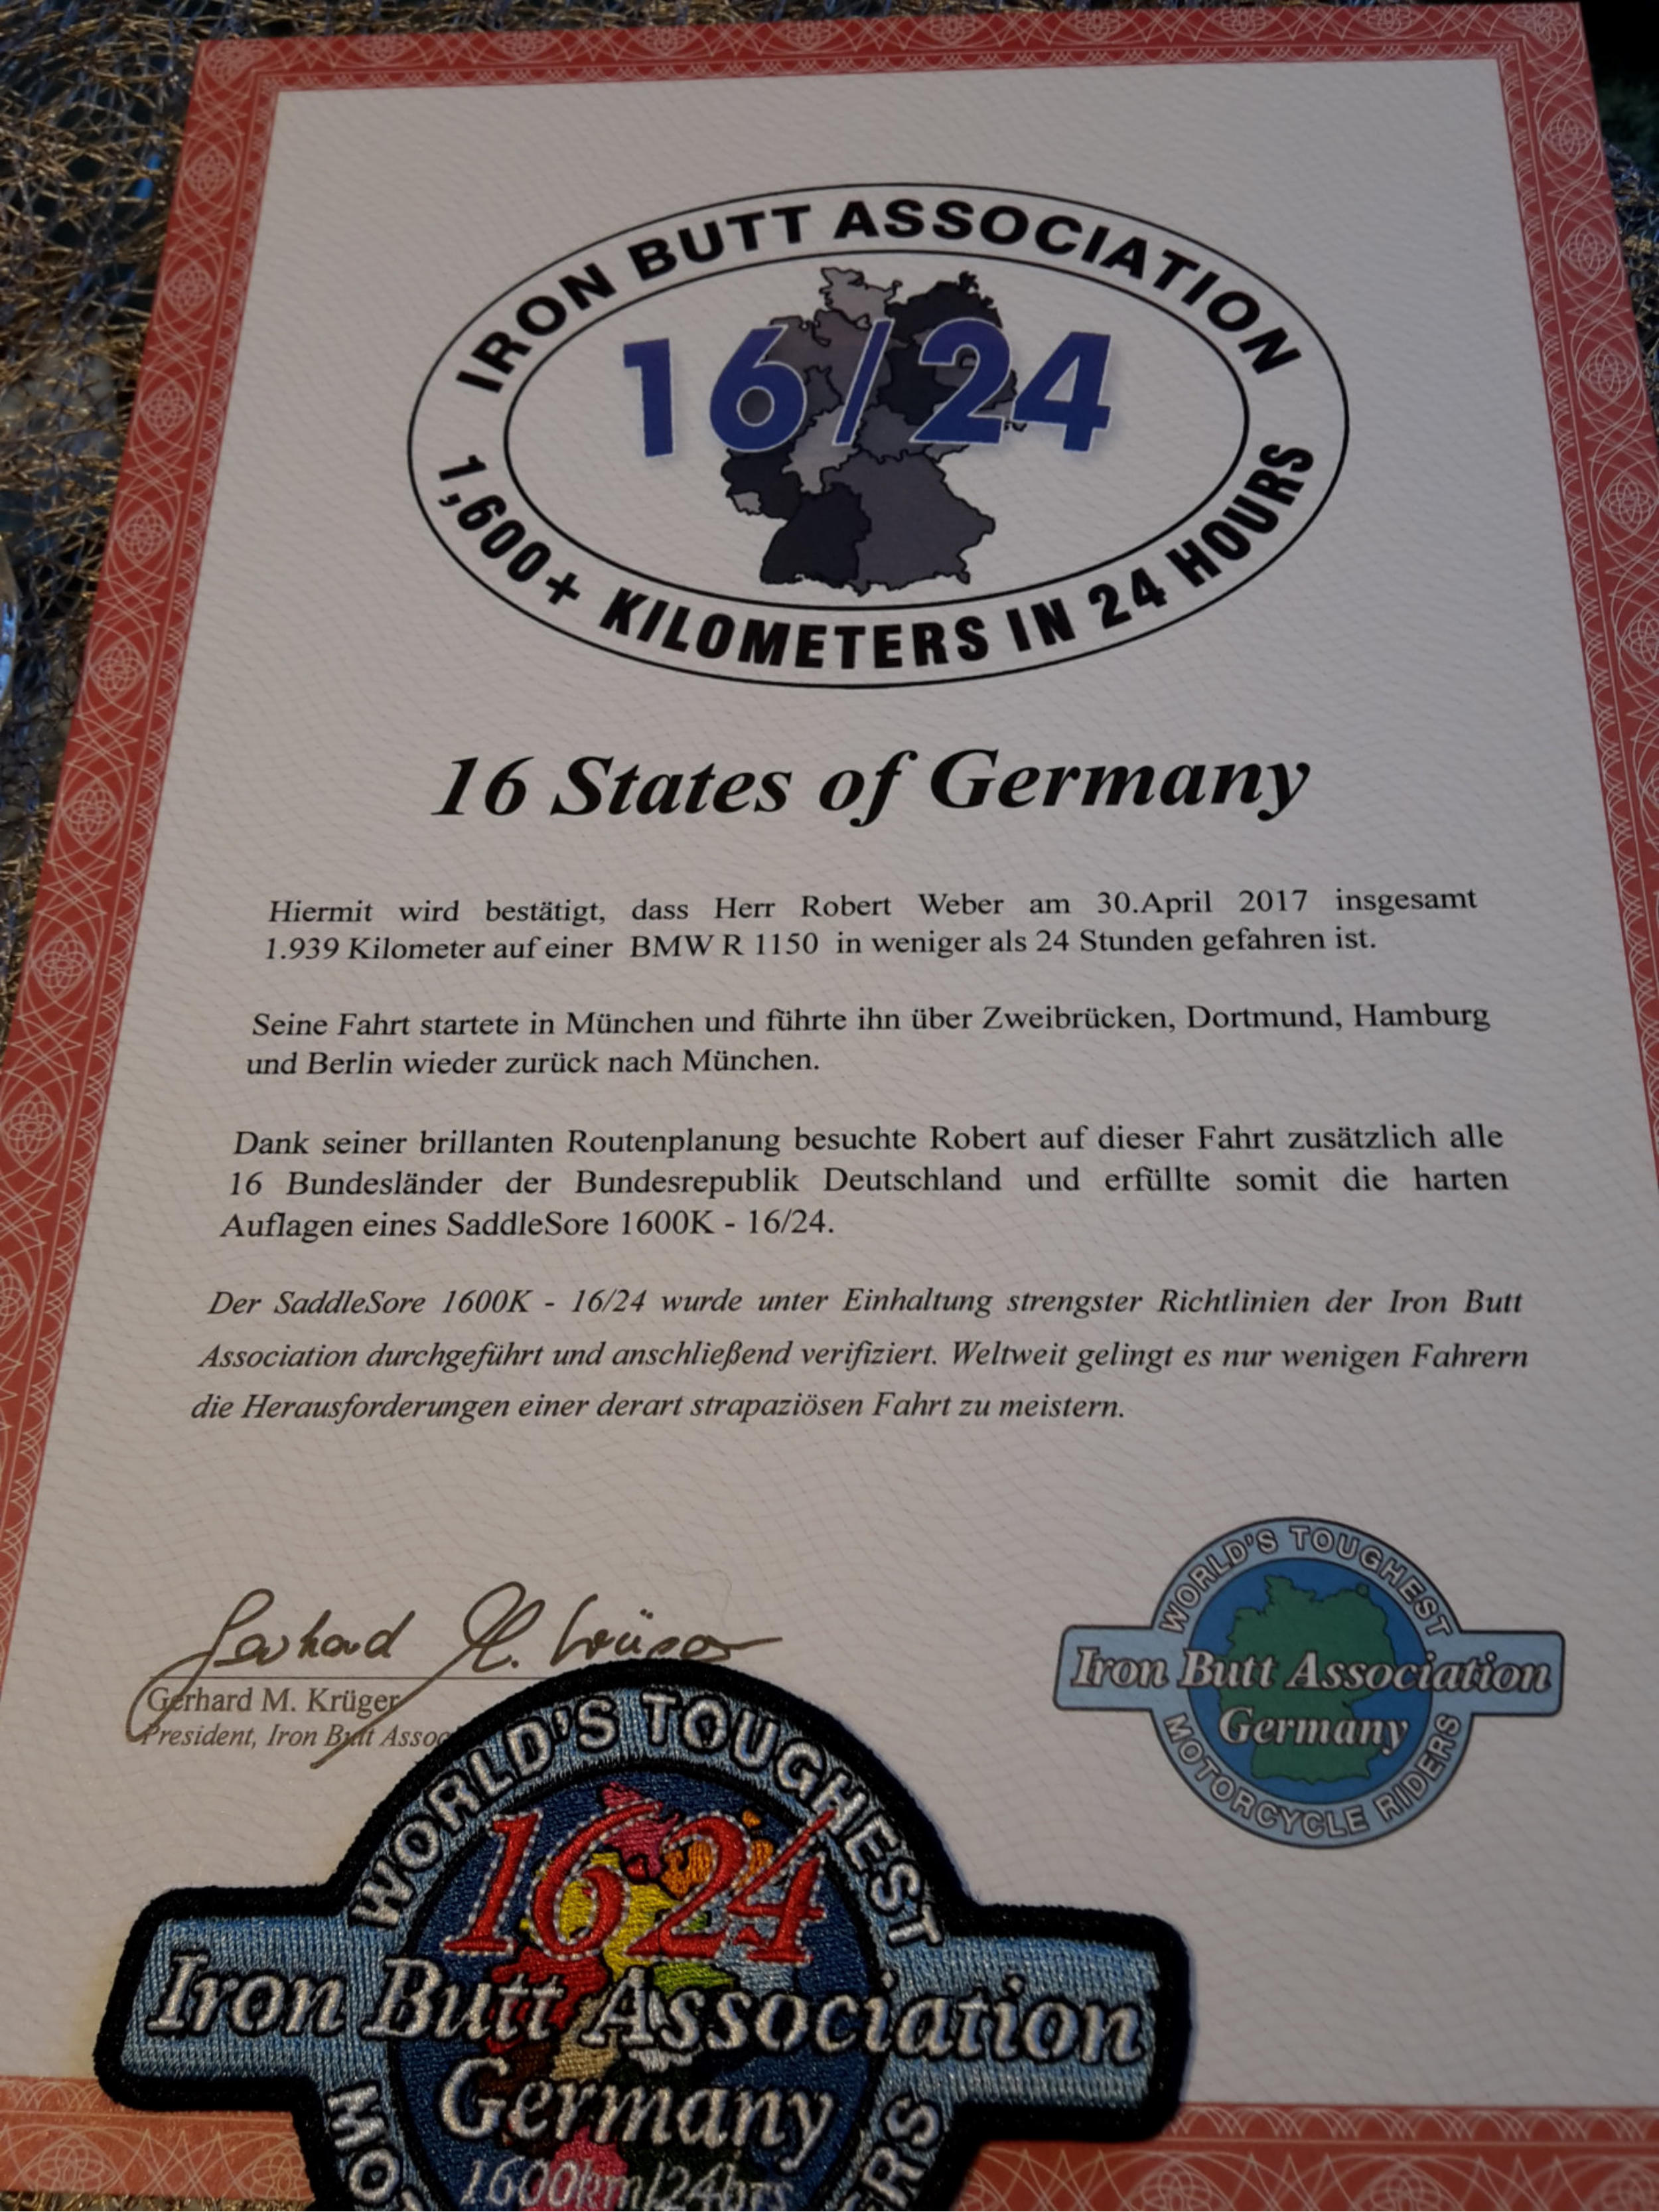 IRON BUTT ASSOCIATION
16/24
1,600+ KILOMETERS IN 24 HOURS
16 States of Germany
Hiermit wird bestätigt, dass Herr Robert Weber am 30.April 2017 insgesamt
1.939 Kilometer auf einer BMW R 1150 in weniger als 24 Stunden gefahren ist.
Seine Fahrt startete in München und führte ihn über Zweibrücken, Dortmund, Hamburg
und Berlin wieder zurück nach München.
Dank seiner brillanten Routenplanung besuchte Robert auf dieser Fahrt zusätzlich alle
16 Bundesländer der Bundesrepublik Deutschland und erfüllte somit die harten
Auflagen eines SaddleSore 1600K - 16/24.
Der SaddleSore 1600K - 16/24 wurde unter Einhaltung strengster Richtlinien der Iron Butt
Association durchgeführt und anschließend verifiziert. Weltweit gelingt es nur wenigen Fahrern
die Herausforderungen einer derart strapaziösen Fahrt zu meistern.
Gerhard M. Krüger
Gerhard M. Krüger
President, Iron Butt Assoc
WORLD'S TOUGHEST
Iron Butt Association
Germany
MOTORCYCLE RIDERS
WORLD'S TOUGHEST
16 24
Iron Butt Association
Germany
1600km/24hrs
MO
RS